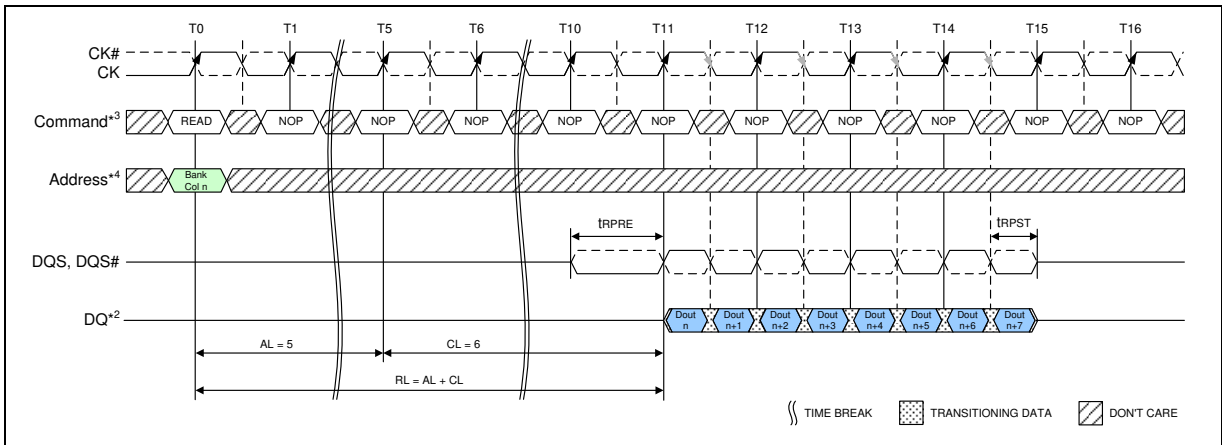 T0 T1 T5 T6 T10 T11 T12 T13 T14 T15 T16
CK#
CK
Command*3 READ NOP NOP NOP NOP NOP NOP NOP NOP NOP NOP
Address*4 Bank Col n
tRPRE tRPST
DQS, DQS#
DQ*2 Dout n Dout n+1 Dout n+2 Dout n+3 Dout n+4 Dout n+5 Dout n+6 Dout n+7
AL = 5 CL = 6
RL = AL + CL
TIME BREAK TRANSITIONING DATA DON'T CARE